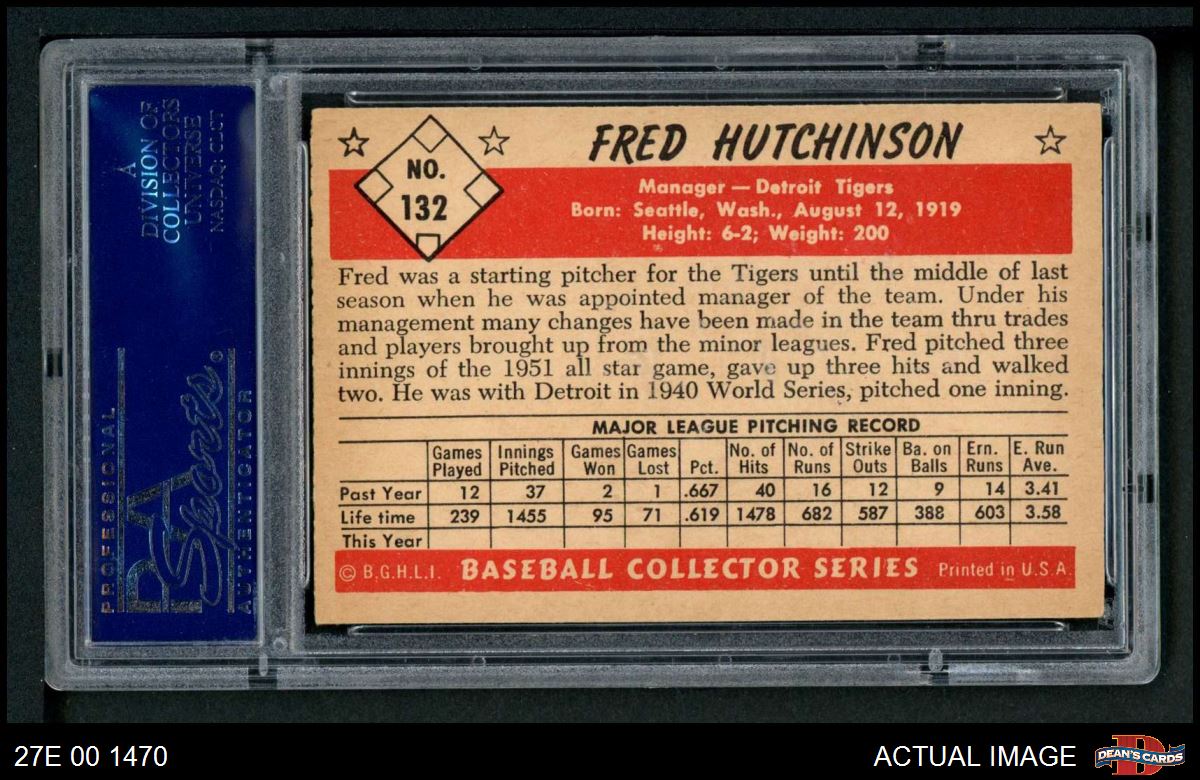 A
DIVISION OF
COLLECTORS
UNIVERSE
NASDAQ: CLCT
PROFESSIONAL
PSA
Sports®
AUTHENTICATOR
NO.
132
FRED HUTCHINSON
Manager — Detroit Tigers
Born: Seattle, Wash., August 12, 1919
Height: 6-2; Weight: 200
Fred was a starting pitcher for the Tigers until the middle of last
season when he was appointed manager of the team. Under his
management many changes have been made in the team thru trades
and players brought up from the minor leagues. Fred pitched three
innings of the 1951 all star game, gave up three hits and walked
two. He was with Detroit in 1940 World Series, pitched one inning.
MAJOR LEAGUE PITCHING RECORD
Games Played Innings Pitched Games Won Games Lost Pct. No. of Hits No. of Runs Strike Outs Ba. on Balls Ern. Runs E. Run Ave.
Past Year 12 37 2 1 .667 40 16 12 9 14 3.41
Life time 239 1455 95 71 .619 1478 682 587 388 603 3.58
This Year
© B.G.H.L.I. BASEBALL COLLECTOR SERIES Printed in U.S.A.
27E 00 1470
ACTUAL IMAGE
DEAN'S CARDS